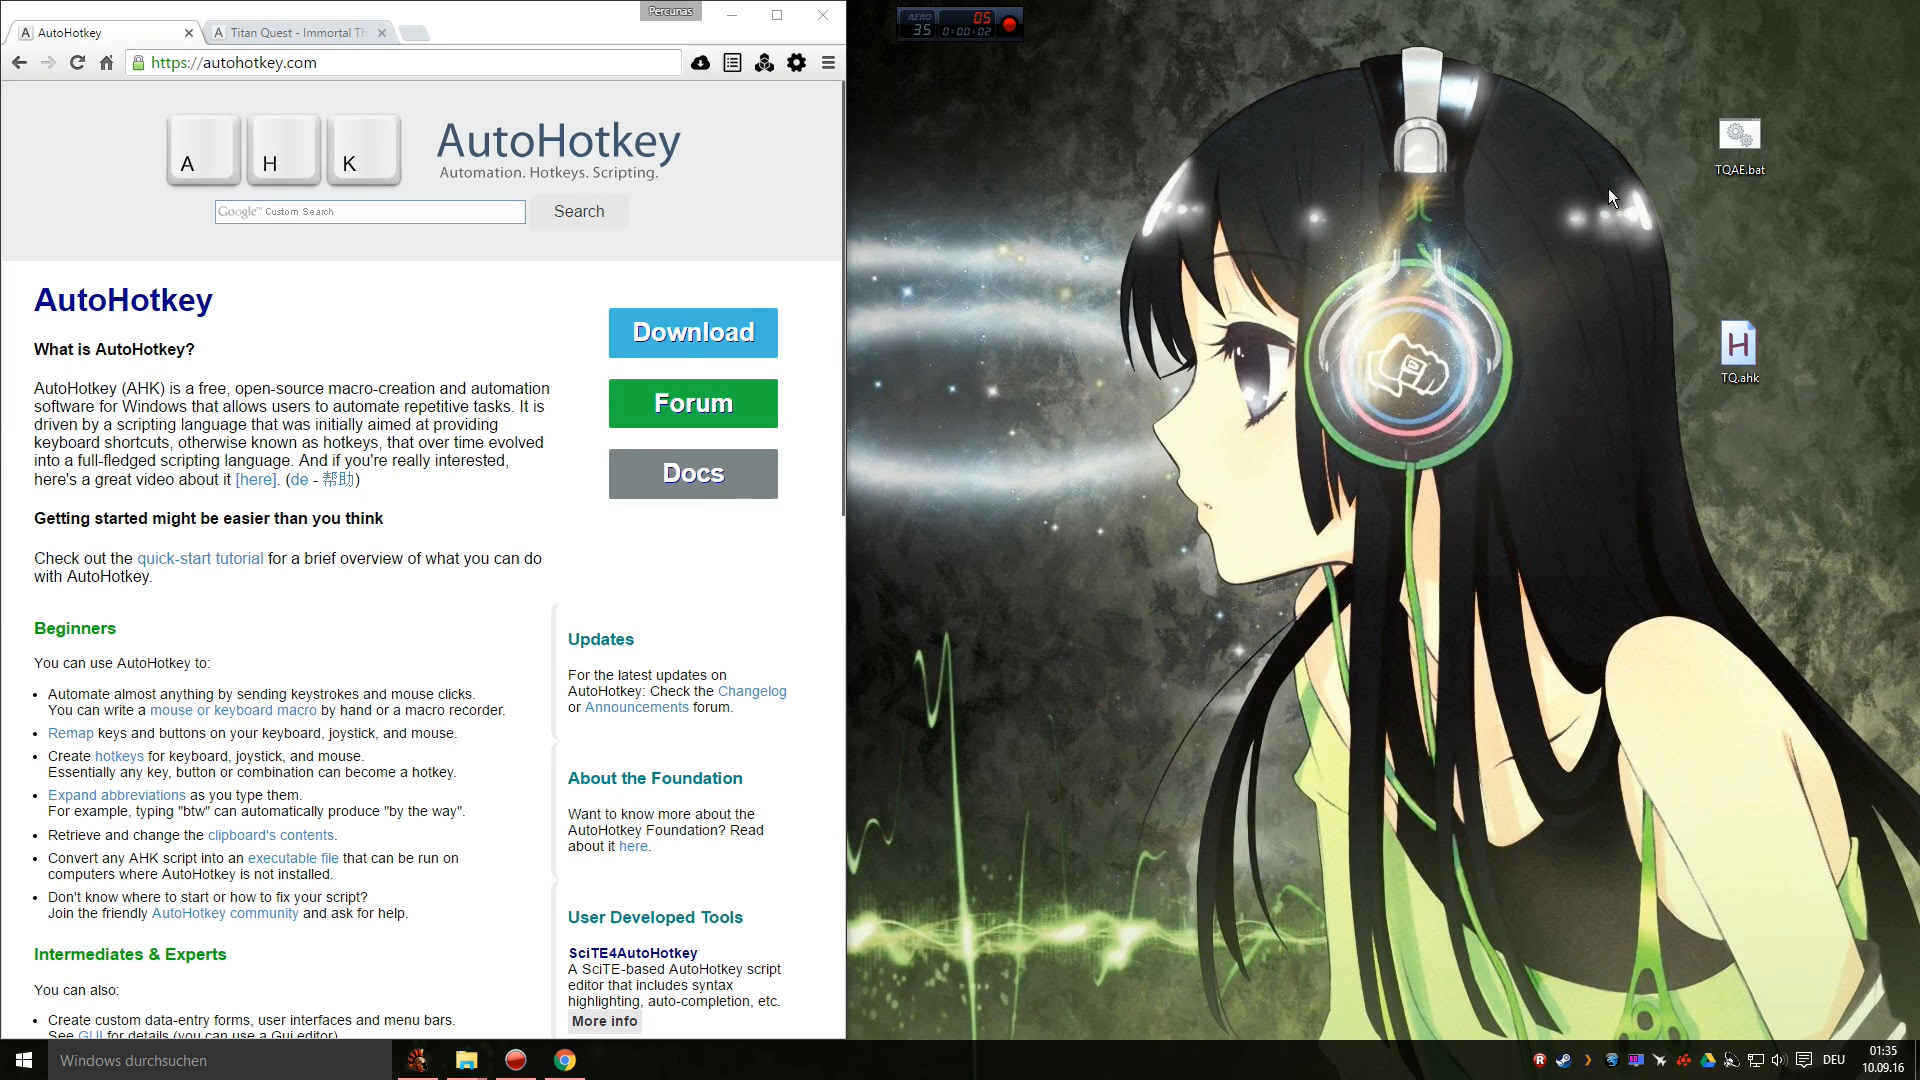 Percunas
AutoHotkey
Titan Quest - Immortal Th
https://autohotkey.com
AERO
35
05
0:00:02
A
H
K
AutoHotkey
Automation. Hotkeys. Scripting.
Google™ Custom Search
Search
AutoHotkey
What is AutoHotkey?
AutoHotkey (AHK) is a free, open-source macro-creation and automation
software for Windows that allows users to automate repetitive tasks. It is
driven by a scripting language that was initially aimed at providing
keyboard shortcuts, otherwise known as hotkeys, that over time evolved
into a full-fledged scripting language. And if you're really interested,
here's a great video about it [here]. (de - 帮助)
Download
Forum
Docs
Getting started might be easier than you think
Check out the quick-start tutorial for a brief overview of what you can do
with AutoHotkey.
Beginners
You can use AutoHotkey to:
• Automate almost anything by sending keystrokes and mouse clicks.
You can write a mouse or keyboard macro by hand or a macro recorder.
• Remap keys and buttons on your keyboard, joystick, and mouse.
• Create hotkeys for keyboard, joystick, and mouse.
Essentially any key, button or combination can become a hotkey.
• Expand abbreviations as you type them.
For example, typing "btw" can automatically produce "by the way".
• Retrieve and change the clipboard's contents.
• Convert any AHK script into an executable file that can be run on
computers where AutoHotkey is not installed.
• Don't know where to start or how to fix your script?
Join the friendly AutoHotkey community and ask for help.
Intermediates & Experts
You can also:
• Create custom data-entry forms, user interfaces and menu bars.
See GUI for details (you can use a Gui editor)
Updates
For the latest updates on
AutoHotkey: Check the Changelog
or Announcements forum.
About the Foundation
Want to know more about the
AutoHotkey Foundation? Read
about it here.
User Developed Tools
SciTE4AutoHotkey
A SciTE-based AutoHotkey script
editor that includes syntax
highlighting, auto-completion, etc.
More info
TQAE.bat
H
TQ.ahk
Windows durchsuchen
DEU
01:35
10.09.16